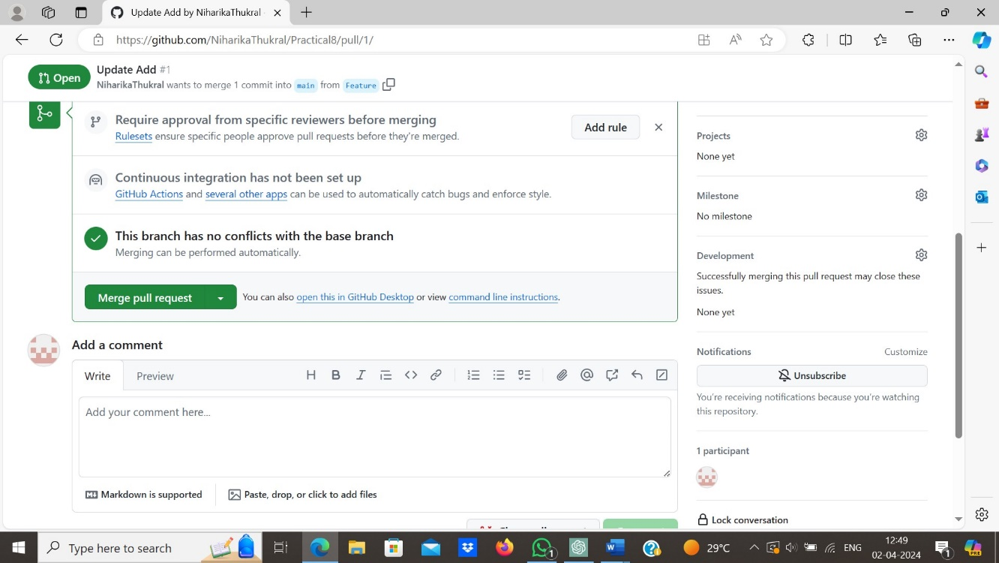 Update Add by NiharikaThukral
https://github.com/NiharikaThukral/Practical8/pull/1/
Open
Update Add #1
NiharikaThukral wants to merge 1 commit into main from Feature
Require approval from specific reviewers before merging
Rulesets ensure specific people approve pull requests before they're merged.
Add rule
Continuous integration has not been set up
GitHub Actions and several other apps can be used to automatically catch bugs and enforce style.
This branch has no conflicts with the base branch
Merging can be performed automatically.
Merge pull request
You can also open this in GitHub Desktop or view command line instructions.
Add a comment
Write
Preview
Add your comment here...
Markdown is supported
Paste, drop, or click to add files
Projects
None yet
Milestone
No milestone
Development
Successfully merging this pull request may close these
issues.
None yet
Notifications
Customize
Unsubscribe
You're receiving notifications because you're watching
this repository.
1 participant
Lock conversation
Type here to search
1
29°C
ENG
12:49
02-04-2024
1
PRE